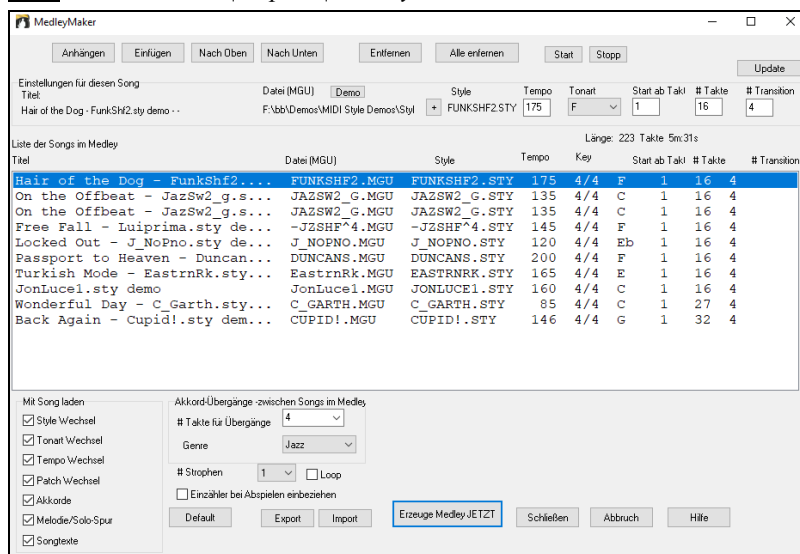 MedleyMaker
Anhängen Einfügen Nach Oben Nach Unten Entfernen Alle enfernen Start Stopp
Update
Einstellungen für diesen Song
Titel: Datei (MGU) Demo Style Tempo Tonart Start ab Takt # Takte # Transition
Hair of the Dog - FunkShf2.sty demo - - F:\bb\Demos\MIDI Style Demos\Styl + FUNKSHF2.STY 175 F 1 16 4
Länge: 223 Takte 5m:31s
Liste der Songs im Medley
Titel Datei (MGU) Style Tempo Key Start ab Takt # Takte # Transition
Hair of the Dog - FunkShf2.... FUNKSHF2.MGU FUNKSHF2.STY 175 4/4 F 1 16 4
On the Offbeat - JazSw2_g.s... JAZSW2_G.MGU JAZSW2_G.STY 135 4/4 C 1 16 4
On the Offbeat - JazSw2_g.s... JAZSW2_G.MGU JAZSW2_G.STY 135 4/4 C 1 16 4
Free Fall - Luiprima.sty de... -JZSHF^4.MGU -JZSHF^4.STY 145 4/4 F 1 16 4
Locked Out - J_NoPno.sty de... J_NOPNO.MGU J_NOPNO.STY 120 4/4 Eb 1 16 4
Passport to Heaven - Duncan... DUNCANS.MGU DUNCANS.STY 200 4/4 F 1 16 4
Turkish Mode - EastrnRk.sty... EastrnRk.MGU EASTRNRK.STY 165 4/4 E 1 16 4
JonLuce1.sty demo JonLuce1.MGU JONLUCE1.STY 160 4/4 C 1 16 4
Wonderful Day - C_Garth.sty... C_GARTH.MGU C_GARTH.STY 85 4/4 C 1 27 4
Back Again - Cupid!.sty dem... CUPID!.MGU CUPID!.STY 146 4/4 G 1 32 4
Mit Song laden
Style Wechsel
Tonart Wechsel
Tempo Wechsel
Patch Wechsel
Akkorde
Melodie/Solo-Spur
Songtexte
Akkord-Übergänge -zwischen Songs im Medley
# Takte für Übergänge 4
Genre Jazz
# Strophen 1 Loop
Einzähler bei Abspielen einbeziehen
Default Export Import Erzeuge Medley JETZT Schließen Abbruch Hilfe